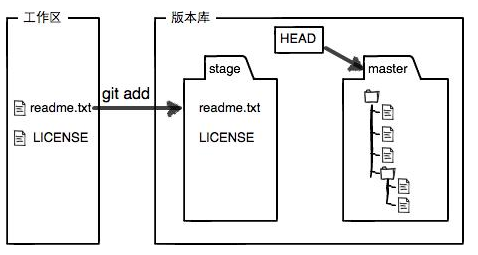 工作区
版本库
HEAD
stage
master
git add
readme.txt
readme.txt
LICENSE
LICENSE